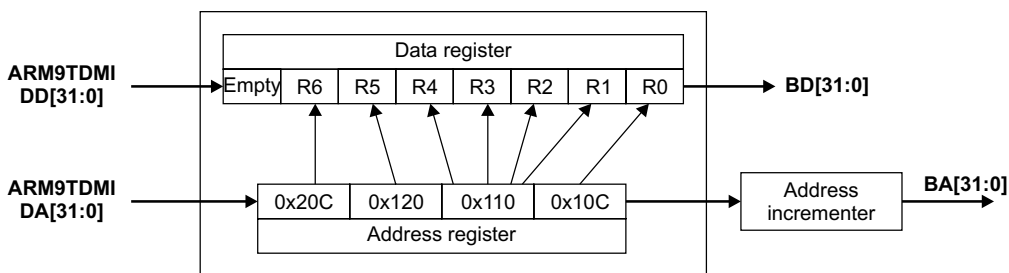 Data register
ARM9TDMI
DD[31:0]
Empty R6 R5 R4 R3 R2 R1 R0
BD[31:0]
ARM9TDMI
DA[31:0]
0x20C 0x120 0x110 0x10C
Address register
Address
incrementer
BA[31:0]